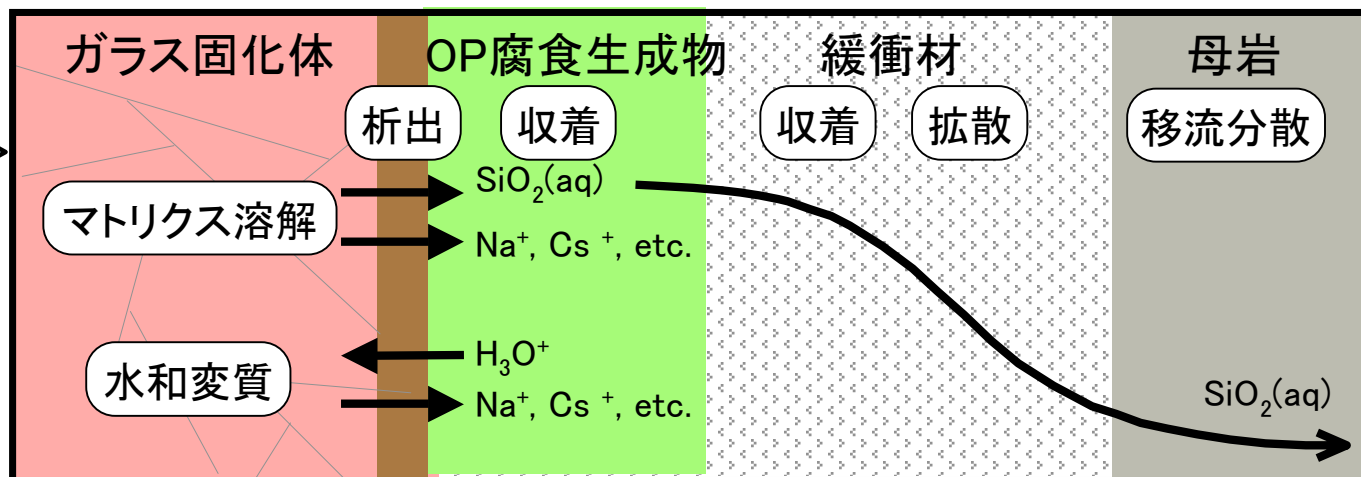 ガラス固化体
OP腐食生成物
緩衝材
母岩
析出
収着
収着
拡散
移流分散
マトリクス溶解
SiO₂(aq)
Na⁺, Cs ⁺, etc.
水和変質
H₃O⁺
Na⁺, Cs ⁺, etc.
SiO₂(aq)